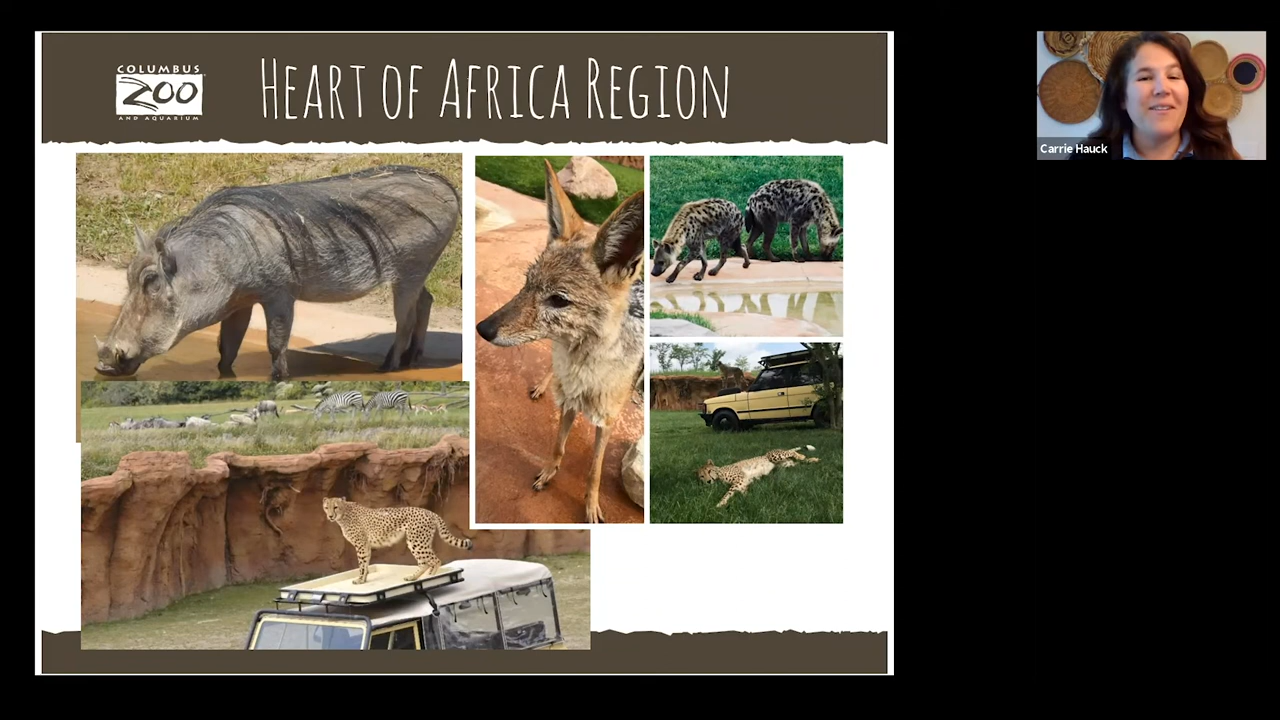 COLUMBUS
ZOO
AND AQUARIUM
HEART OF AFRICA REGION
Carrie Hauck